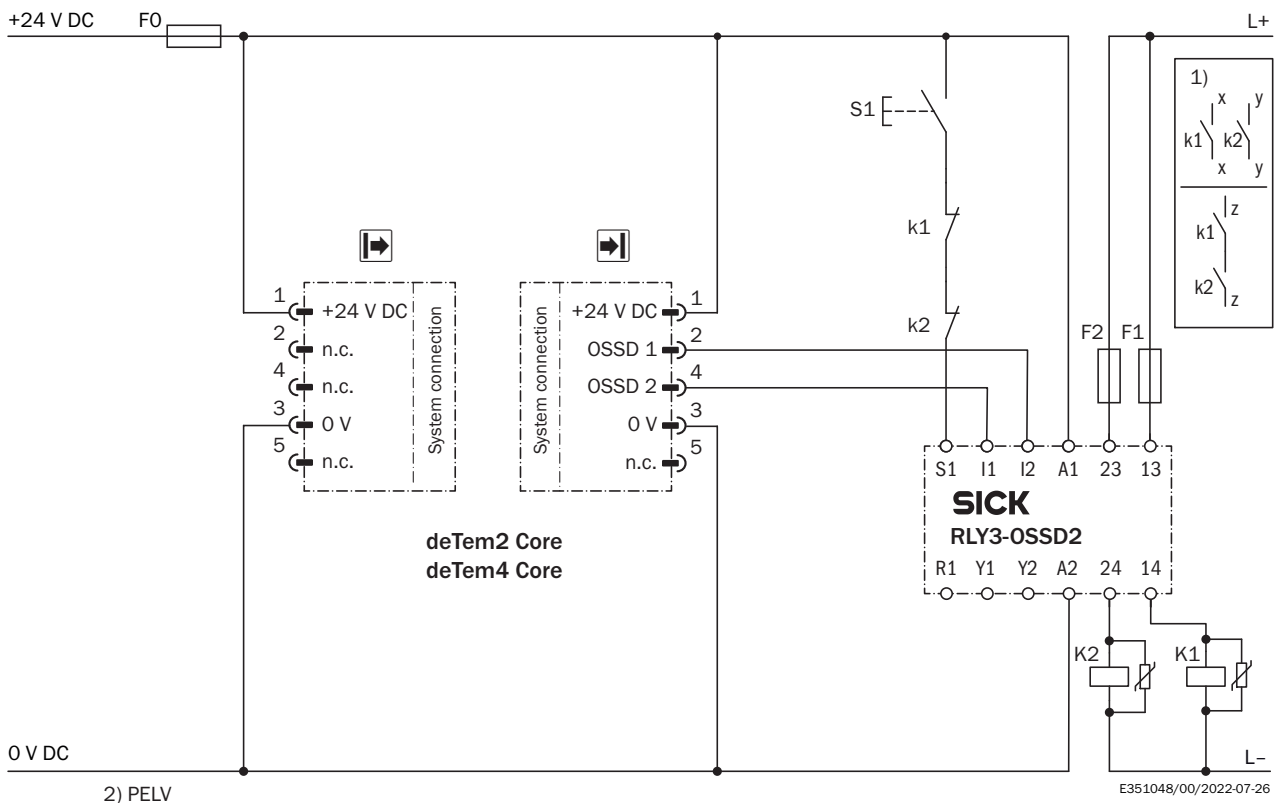 +24 V DC F0 L+
1)
x y
k1 k2
x y
z
k1
k2
z
S1
k1
k2
F2 F1
1 +24 V DC
2 n.c.
4 n.c.
3 0 V
5 n.c.
System connection
System connection
+24 V DC 1
OSSD 1 2
OSSD 2 4
0 V 3
n.c. 5
deTem2 Core
deTem4 Core
S1 I1 I2 A1 23 13
SICK
RLY3-OSSD2
R1 Y1 Y2 A2 24 14
K2 K1
0 V DC L–
2) PELV
E351048/00/2022-07-26